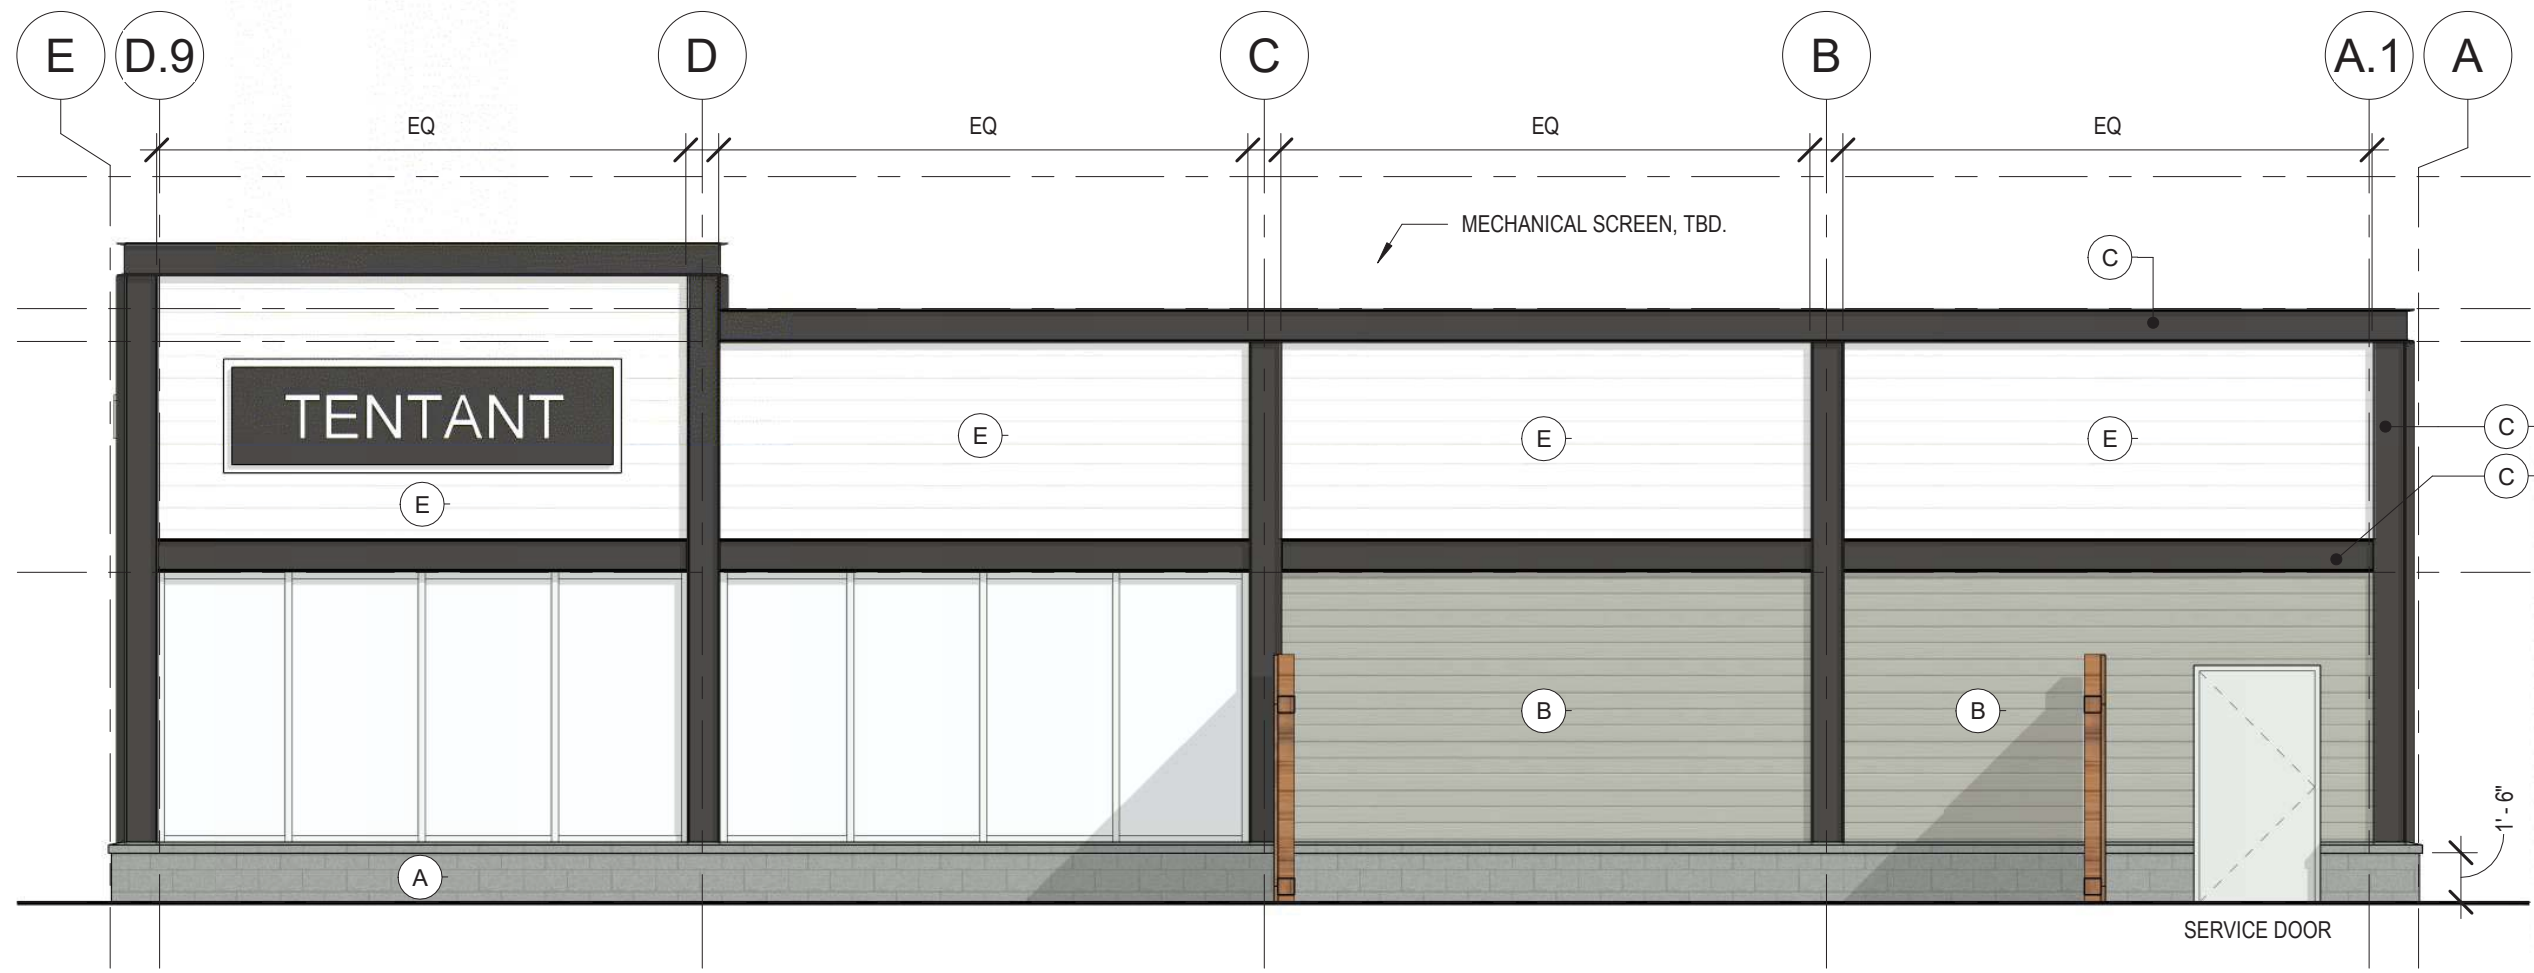 E D.9 D C B A.1 A
EQ EQ EQ EQ
MECHANICAL SCREEN, TBD.
C
TENTANT
E E E C
C
E
B B
1' - 6"
A
SERVICE DOOR